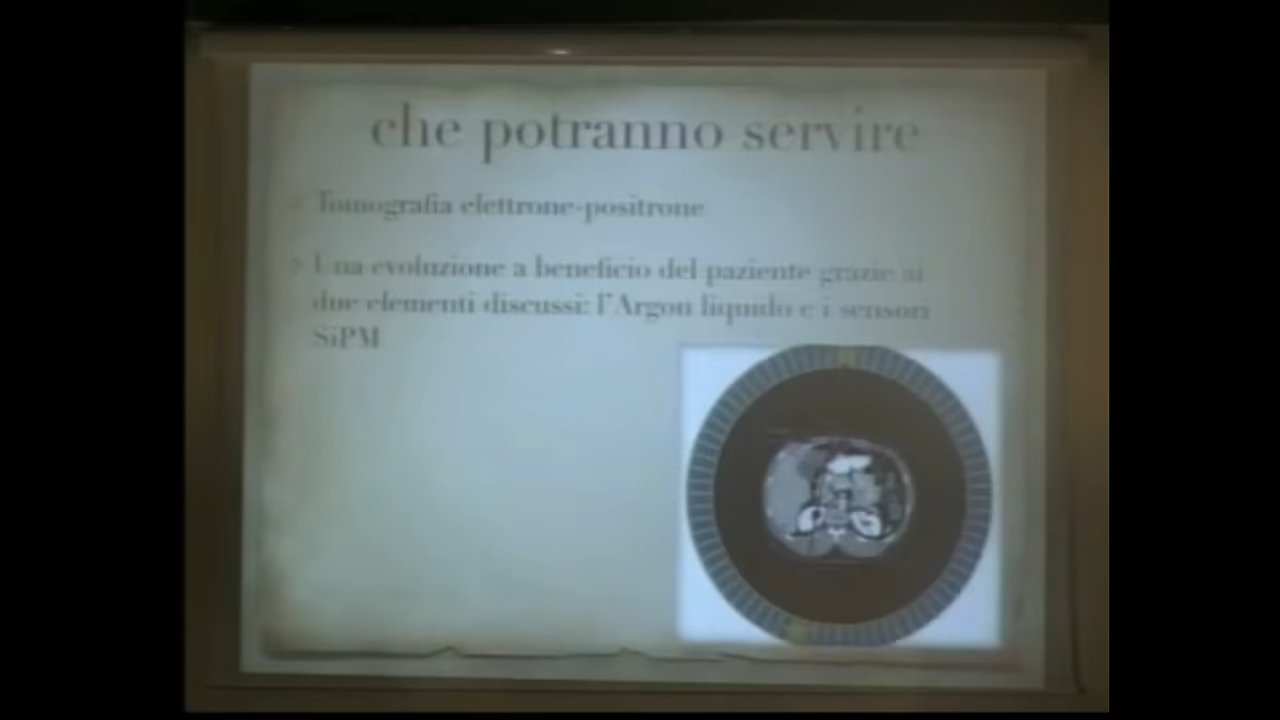 che potranno servire
Tomografia elettrone-positrone
Una evoluzione a beneficio del paziente grazie ai
due elementi discussi: l'Argon liquido e i sensori
SiPM